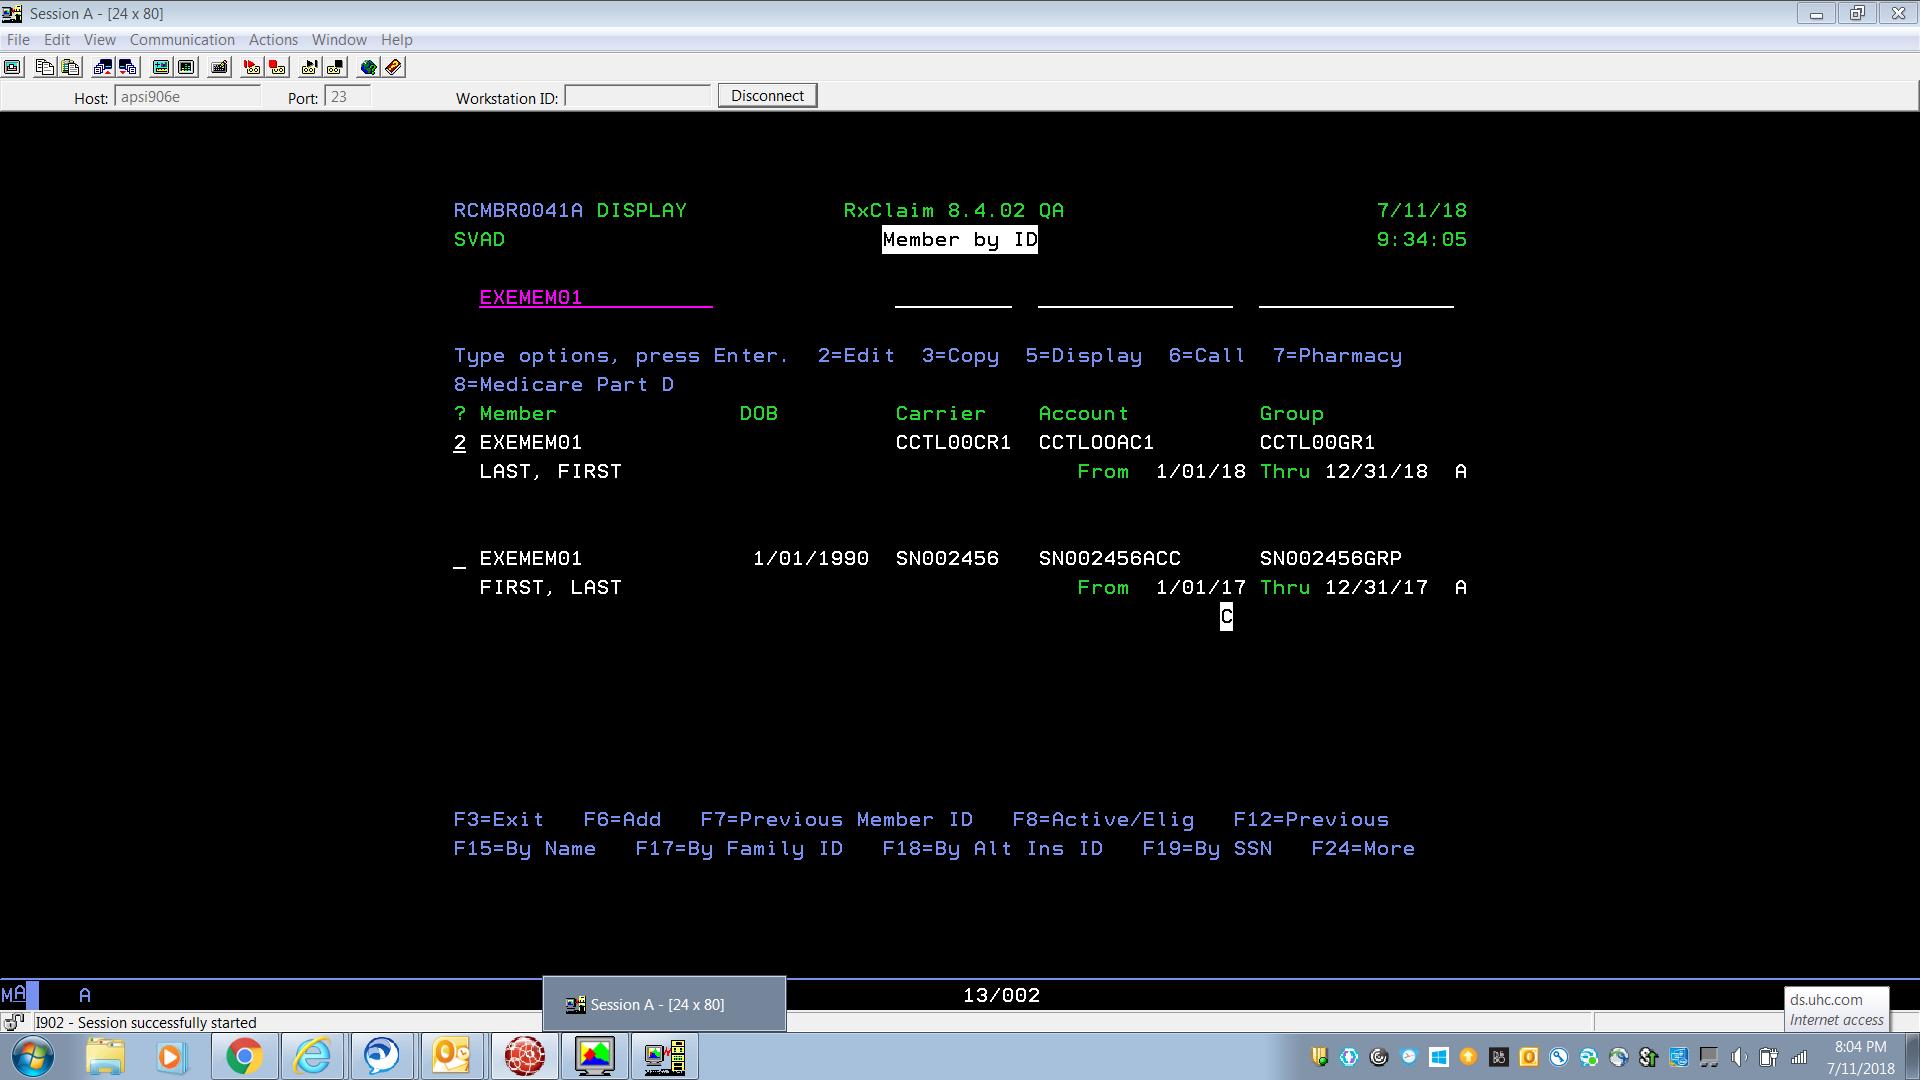 Session A - [24 x 80]
File Edit View Communication Actions Window Help
Host: apsi906e Port: 23 Workstation ID: Disconnect
RCMBR0041A DISPLAY RxClaim 8.4.02 QA 7/11/18
SVAD Member by ID 9:34:05
EXEMEM01
Type options, press Enter. 2=Edit 3=Copy 5=Display 6=Call 7=Pharmacy
8=Medicare Part D
? Member DOB Carrier Account Group
2 EXEMEM01 CCTL00CR1 CCTL00AC1 CCTL00GR1
LAST, FIRST From 1/01/18 Thru 12/31/18 A
_ EXEMEM01 1/01/1990 SN002456 SN002456ACC SN002456GRP
FIRST, LAST From 1/01/17 Thru 12/31/17 A
C
F3=Exit F6=Add F7=Previous Member ID F8=Active/Elig F12=Previous
F15=By Name F17=By Family ID F18=By Alt Ins ID F19=By SSN F24=More
MA A 13/002
Session A - [24 x 80]
I902 - Session successfully started
ds.uhc.com
Internet access
8:04 PM
7/11/2018